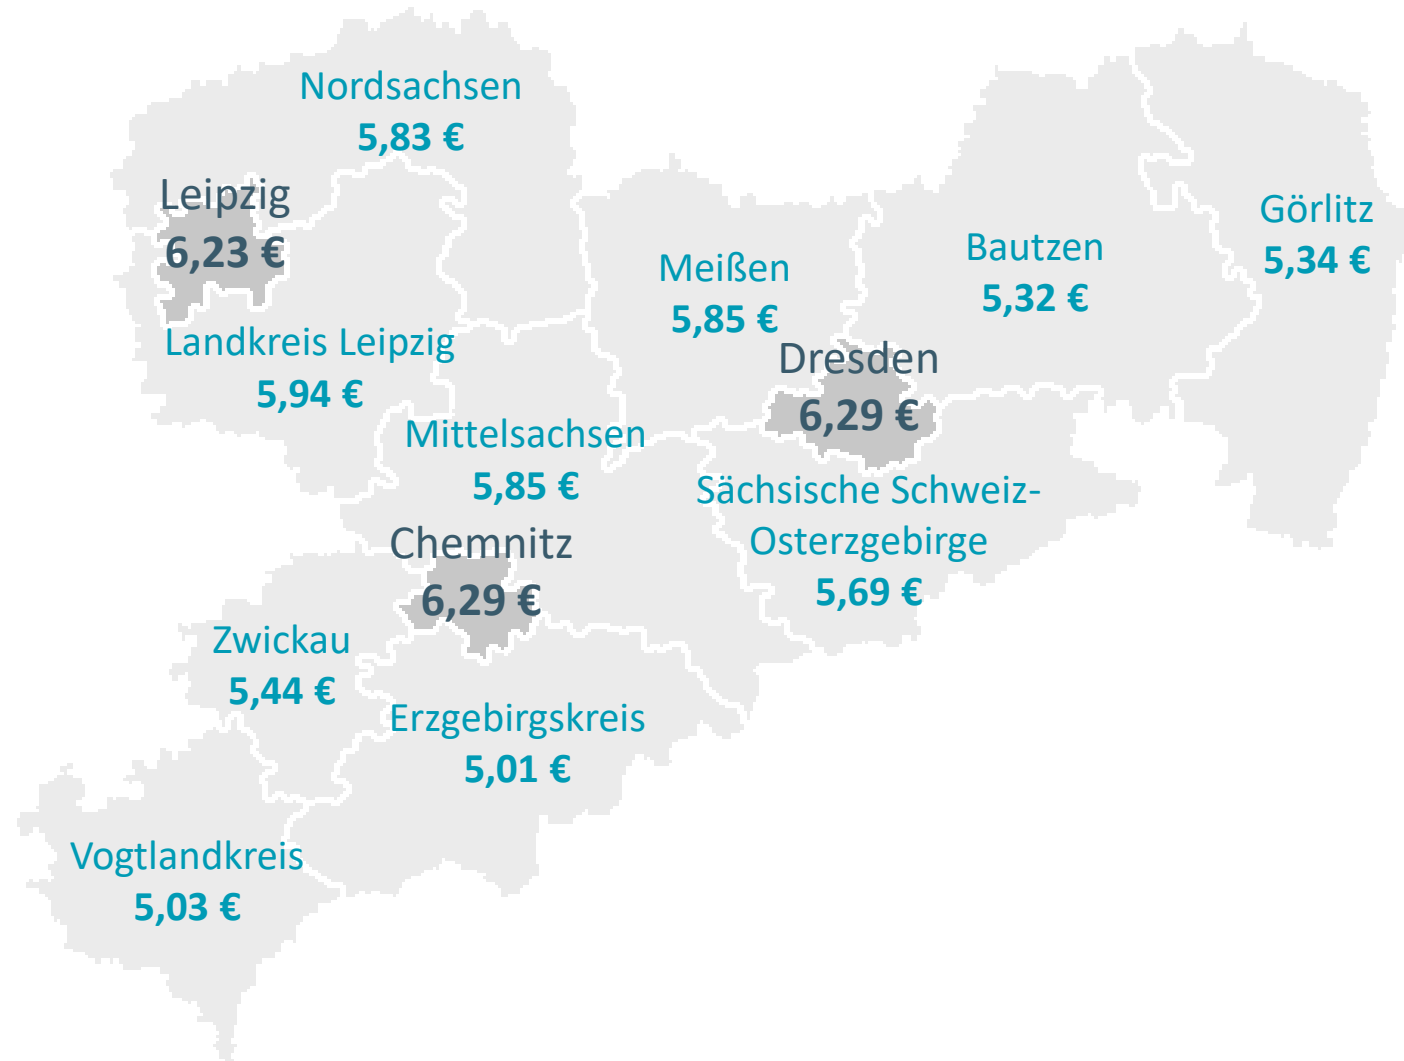 Nordsachsen
5,83 €
Leipzig
6,23 €
Görlitz
5,34 €
Bautzen
5,32 €
Meißen
5,85 €
Landkreis Leipzig
5,94 €
Dresden
6,29 €
Mittelsachsen
5,85 €
Sächsische Schweiz-
Osterzgebirge
5,69 €
Chemnitz
6,29 €
Zwickau
5,44 €
Erzgebirgskreis
5,01 €
Vogtlandkreis
5,03 €